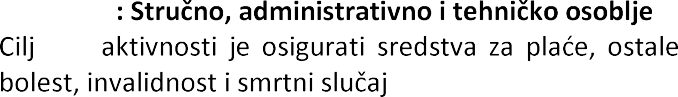 : Stručno, administrativno i tehničko osoblje
Cilj aktivnosti je osigurati sredstva za plaće, ostale
bolest, invalidnost i smrtni slučaj